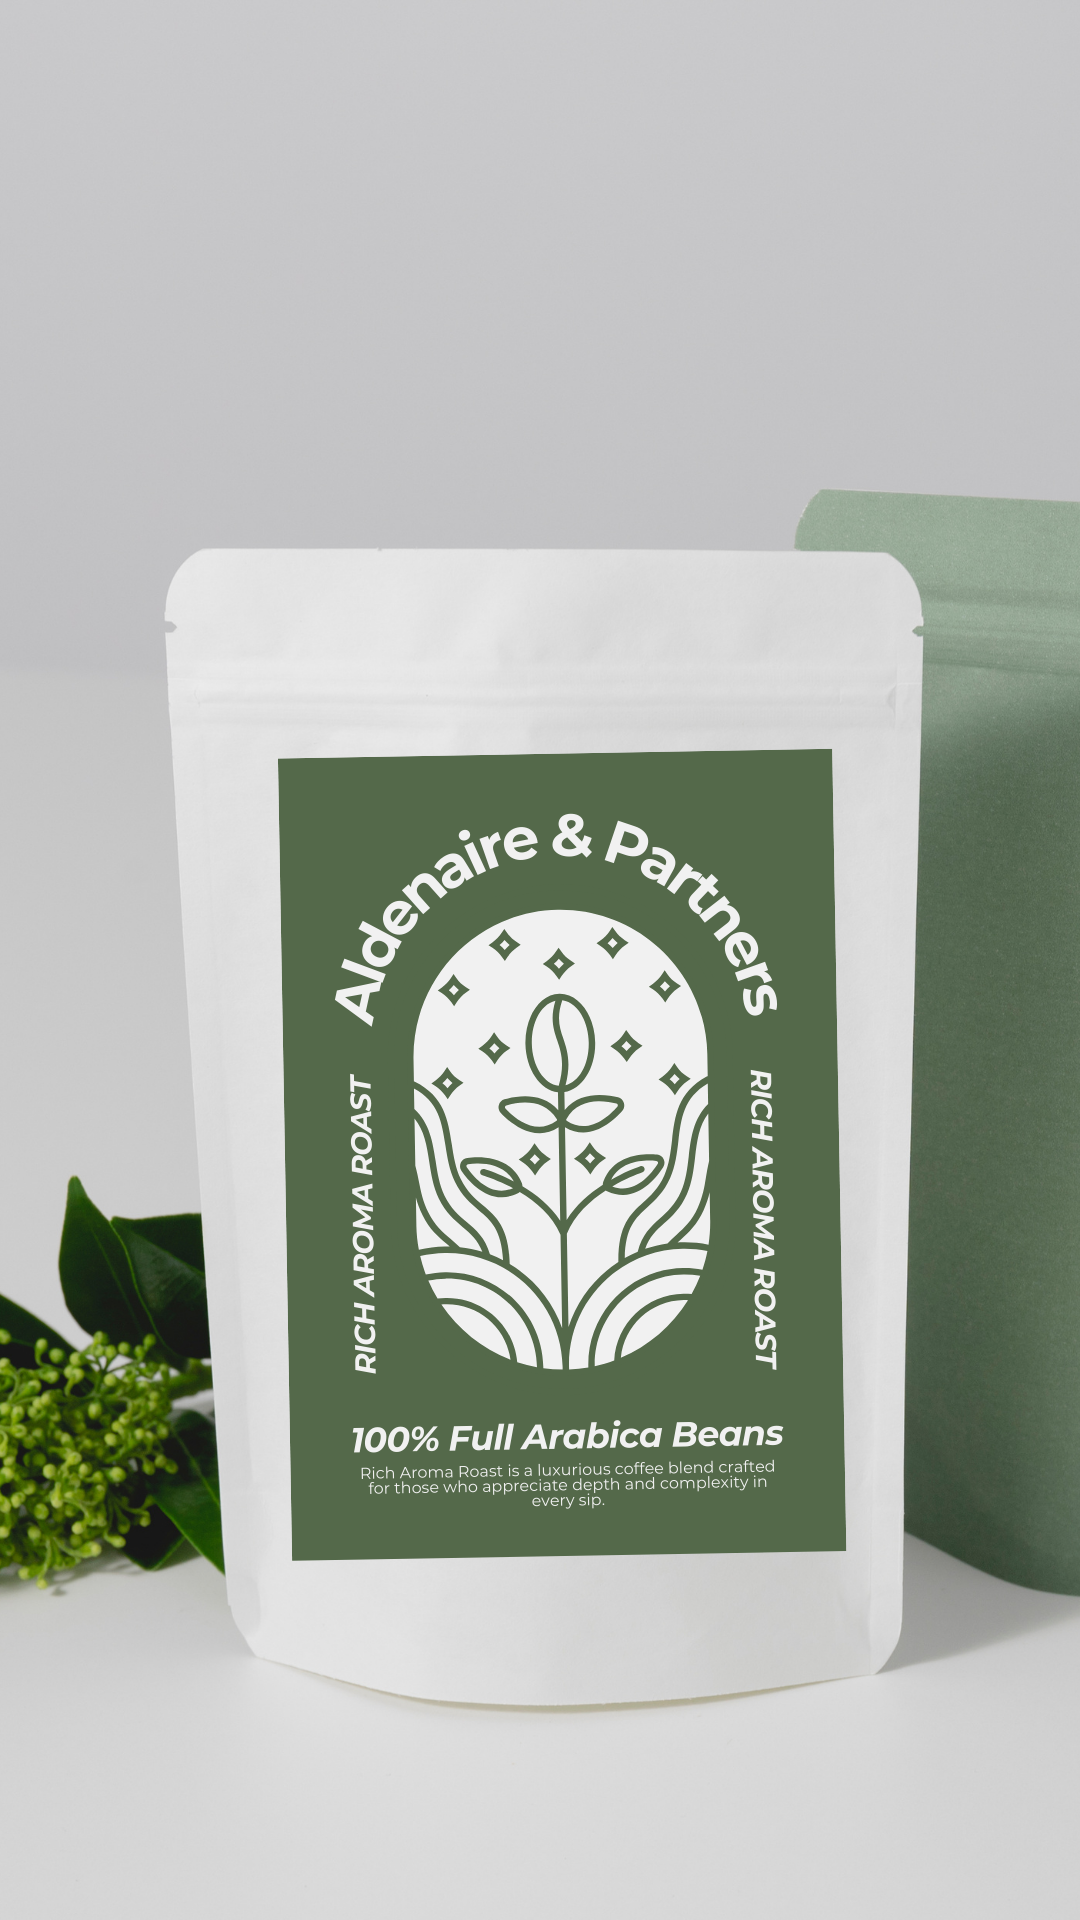 Aldenaire & Partners
RICH AROMA ROAST
RICH AROMA ROAST
100% Full Arabica Beans
Rich Aroma Roast is a luxurious coffee blend crafted
for those who appreciate depth and complexity in
every sip.